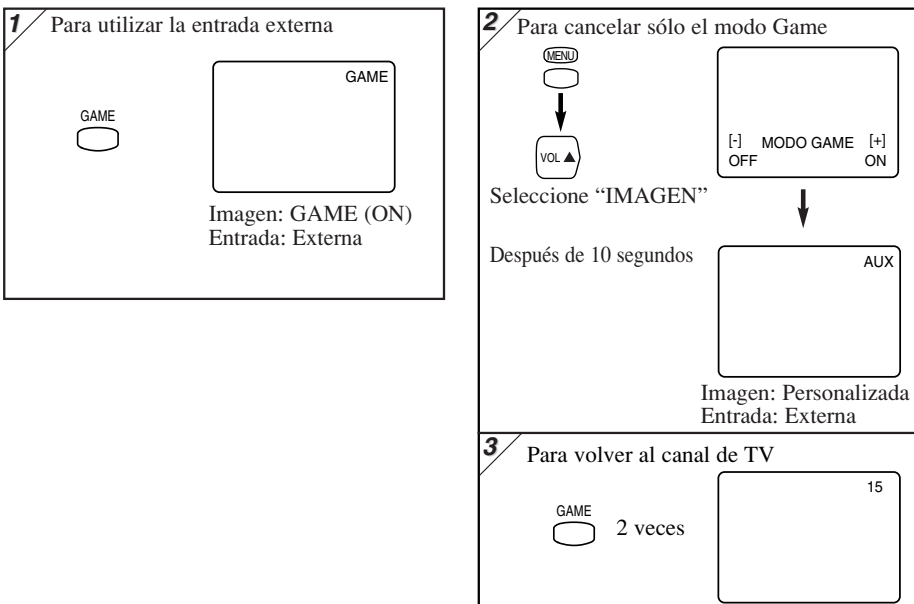 1 Para utilizar la entrada externa
GAME
GAME
Imagen: GAME (ON)
Entrada: Externa
2 Para cancelar sólo el modo Game
MENU
VOL ▲
[-] MODO GAME [+]
OFF ON
Seleccione “IMAGEN”
Después de 10 segundos
AUX
Imagen: Personalizada
Entrada: Externa
3 Para volver al canal de TV
15
GAME
2 veces